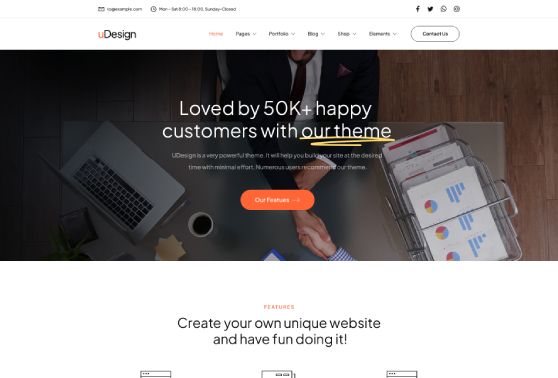 ro@example.com Mon - Sat 8:00 - 18:00, Sunday-Closed
uDesign Home Pages Portfolio Blog Shop Elements Contact Us
Loved by 50K+ happy
customers with our theme
UDesign is a very powerful theme. It will help you build your site at the desired
time with minimal effort. Numerous users recommend our theme.
Our Featues
FEATURES
Create your own unique website
and have fun doing it!